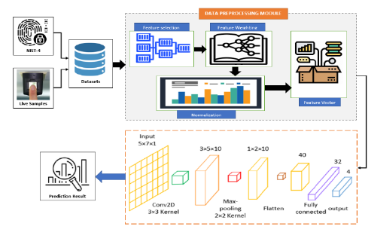 DATA PREPROCESSING MODULE
Feature selection
Feature Weighting
NIST-4
Datasets
Live Samples
Normalization
Feature Vector
Input
5×7×1
3×5×10
1×2×10
40
32
4
Prediction Result
Conv2D
3×3 Kernel
Max-
pooling
2×2 Kernel
Flatten
Fully
connected
output